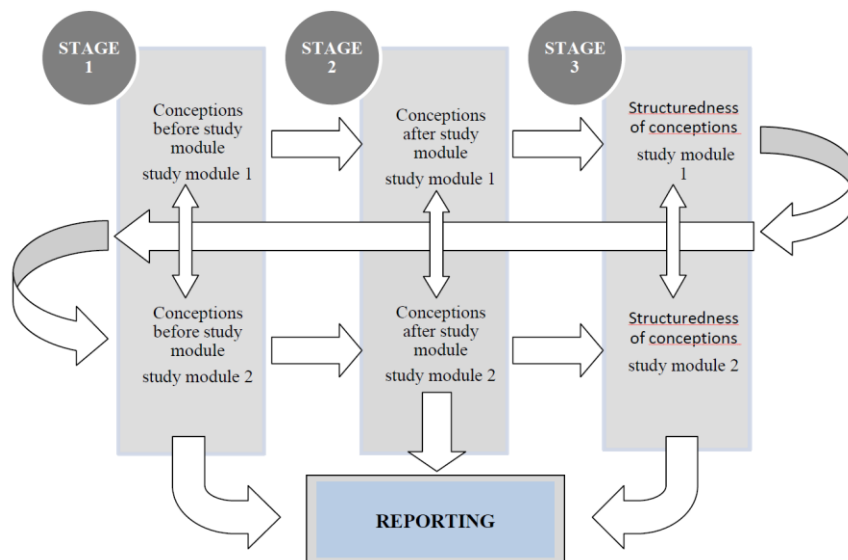 STAGE
1
STAGE
2
STAGE
3
Conceptions
before study
module
study module 1
Conceptions
after study
module
study module 1
Structuredness
of conceptions
study module
1
Conceptions
before study
module
study module 2
Conceptions
after study
module
study module 2
Structuredness
of conceptions
study module 2
REPORTING